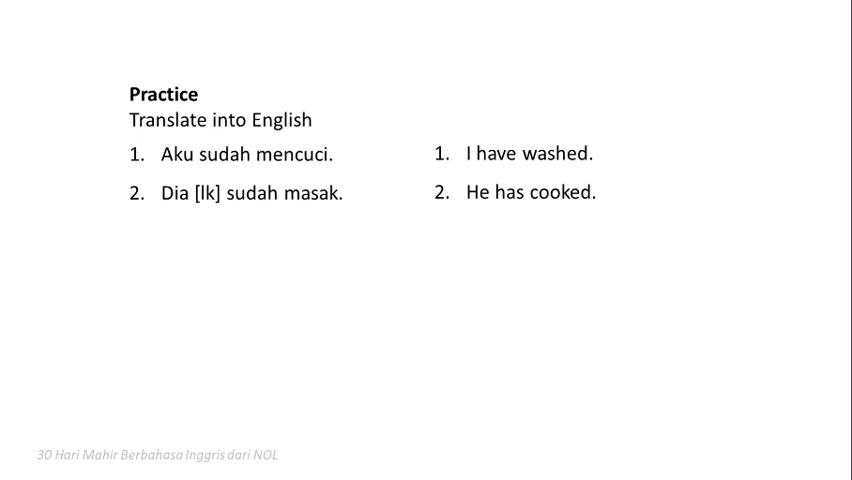 Practice
Translate into English
1. Aku sudah mencuci.
1. I have washed.
2. Dia [lk] sudah masak.
2. He has cooked.
30 Hari Mahir Berbahasa Inggris dari NOL